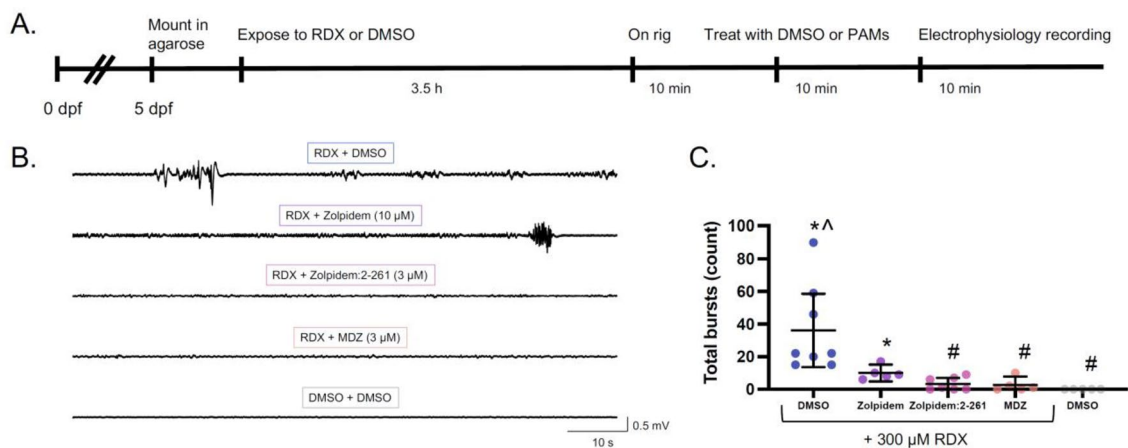 A.
Mount in
agarose
Expose to RDX or DMSO
On rig
Treat with DMSO or PAMs
Electrophysiology recording
0 dpf
5 dpf
3.5 h
10 min
10 min
10 min
B.
RDX + DMSO
RDX + Zolpidem (10 µM)
RDX + Zolpidem:2-261 (3 µM)
RDX + MDZ (3 µM)
DMSO + DMSO
0.5 mV
10 s
C.
Total bursts (count)
100
80
60
40
20
0
*^
*
#
#
#
DMSO
Zolpidem
Zolpidem:2-261
MDZ
DMSO
+ 300 µM RDX